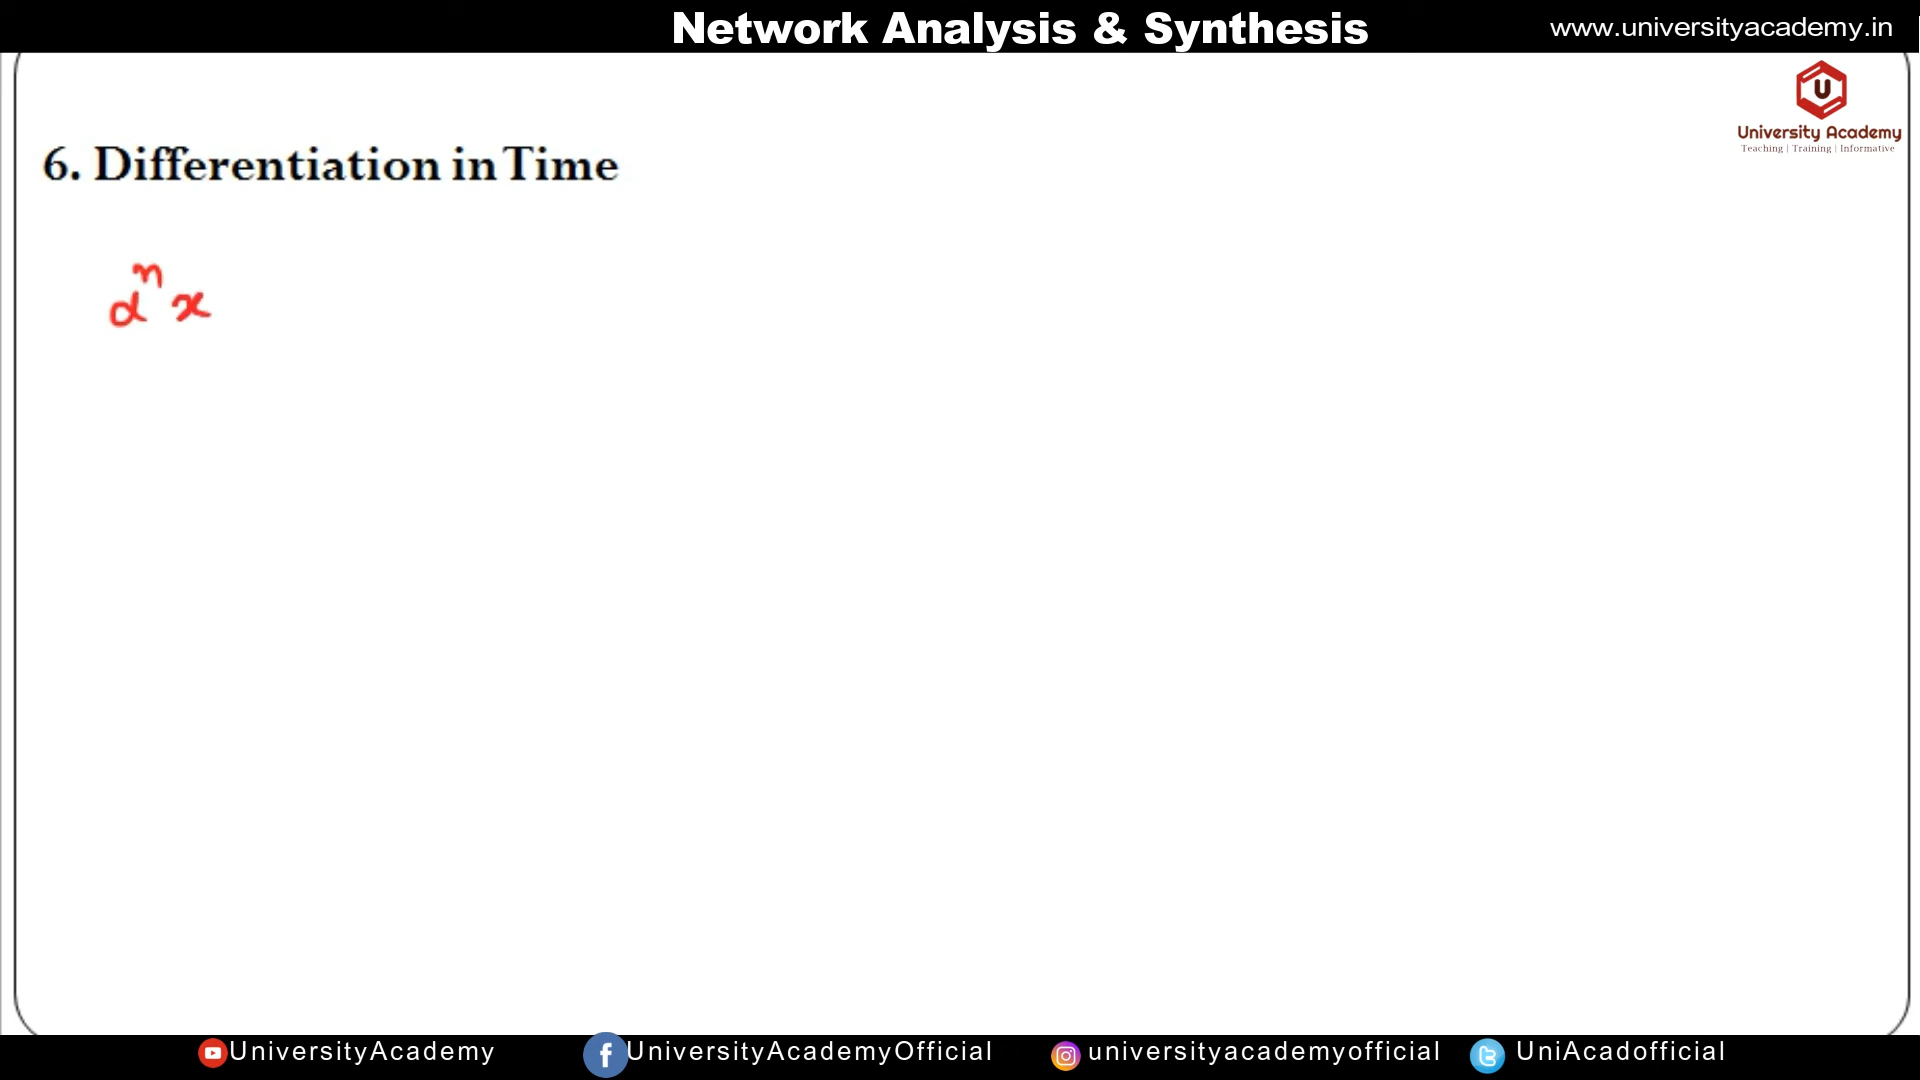 Network Analysis & Synthesis
www.universityacademy.in
U
University Academy
Teaching | Training | Informative
6. Differentiation in Time
dⁿx
UniversityAcademy
UniversityAcademyOfficial
universityacademyofficial
UniAcadofficial